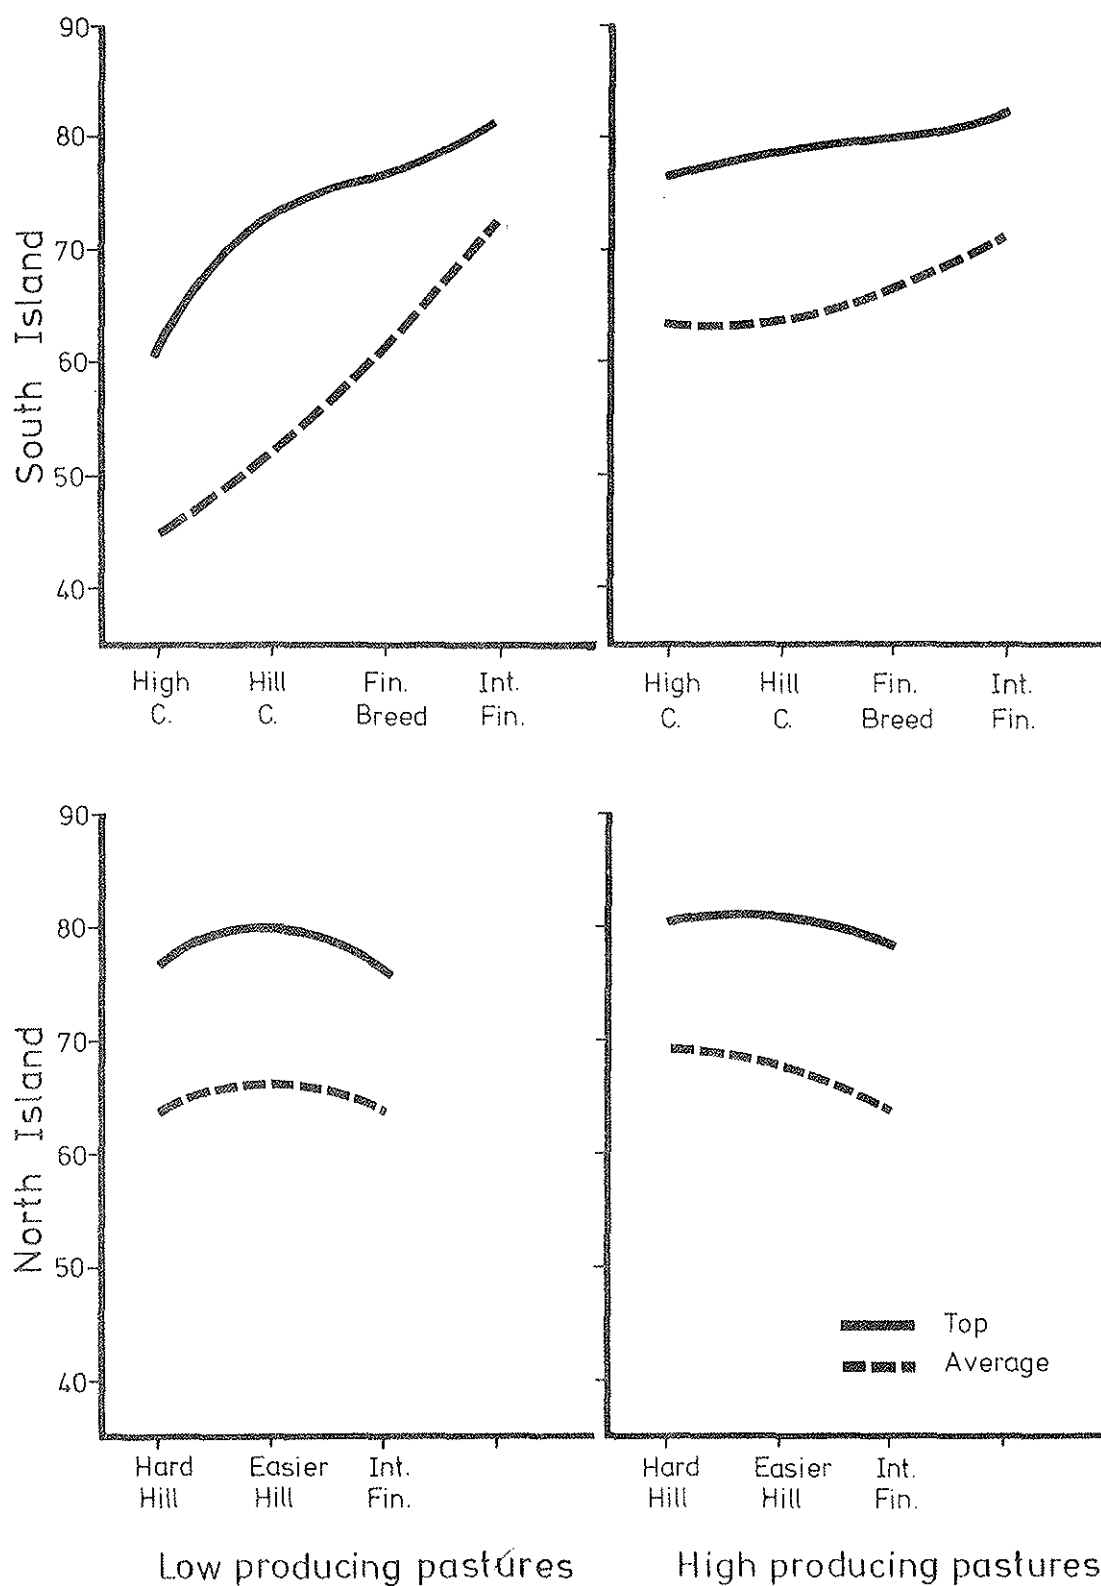 South Island
90
80
70
60
50
40
High
C.
Hill
C.
Fin.
Breed
Int.
Fin.
High
C.
Hill
C.
Fin.
Breed
Int.
Fin.
North Island
90
80
70
60
50
40
Top
Average
Hard
Hill
Easier
Hill
Int.
Fin.
Hard
Hill
Easier
Hill
Int.
Fin.
Low producing pastures
High producing pastures